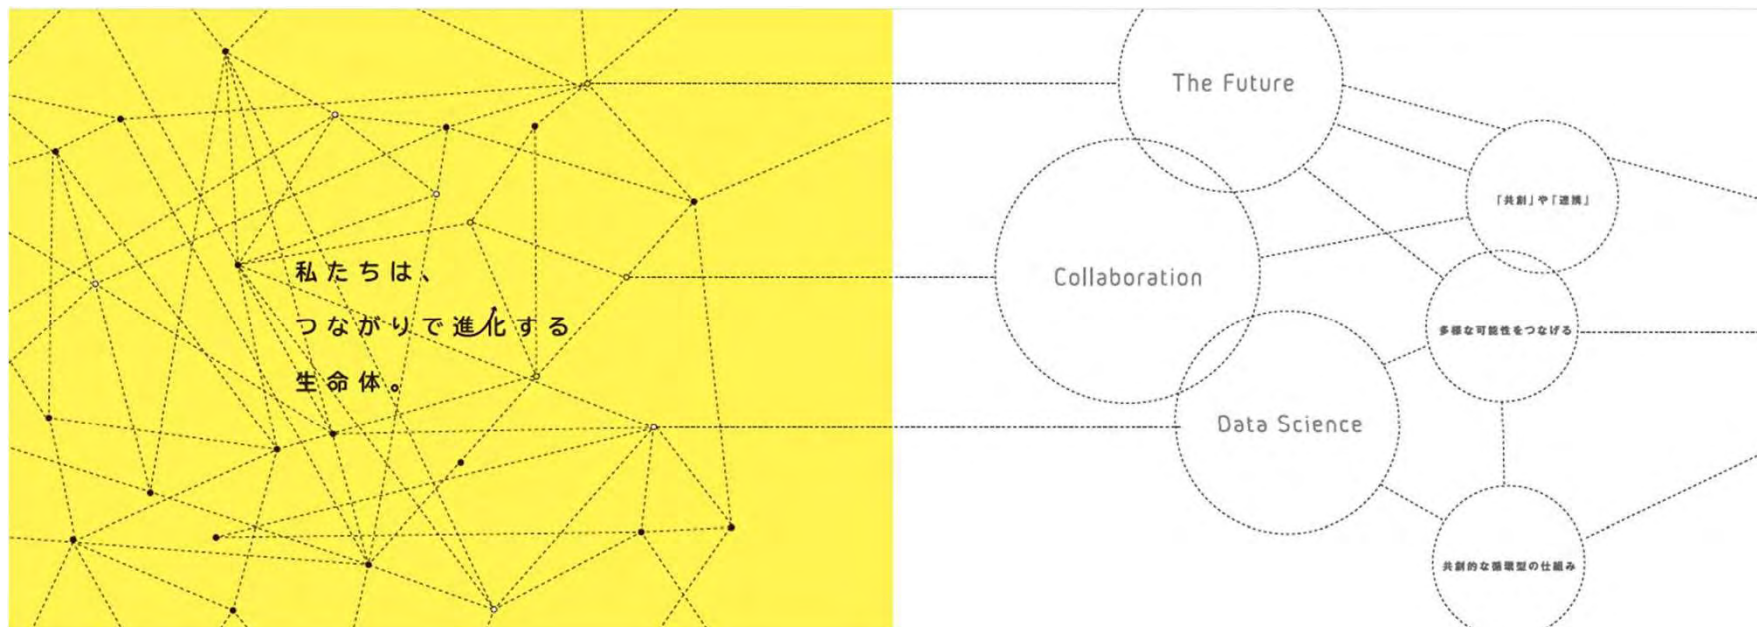 私たちは、
つながりで進化する
生命体。
The Future
Collaboration
Data Science
「共創」や「連携」
多様な可能性をつなげる
共創的な循環型の仕組み